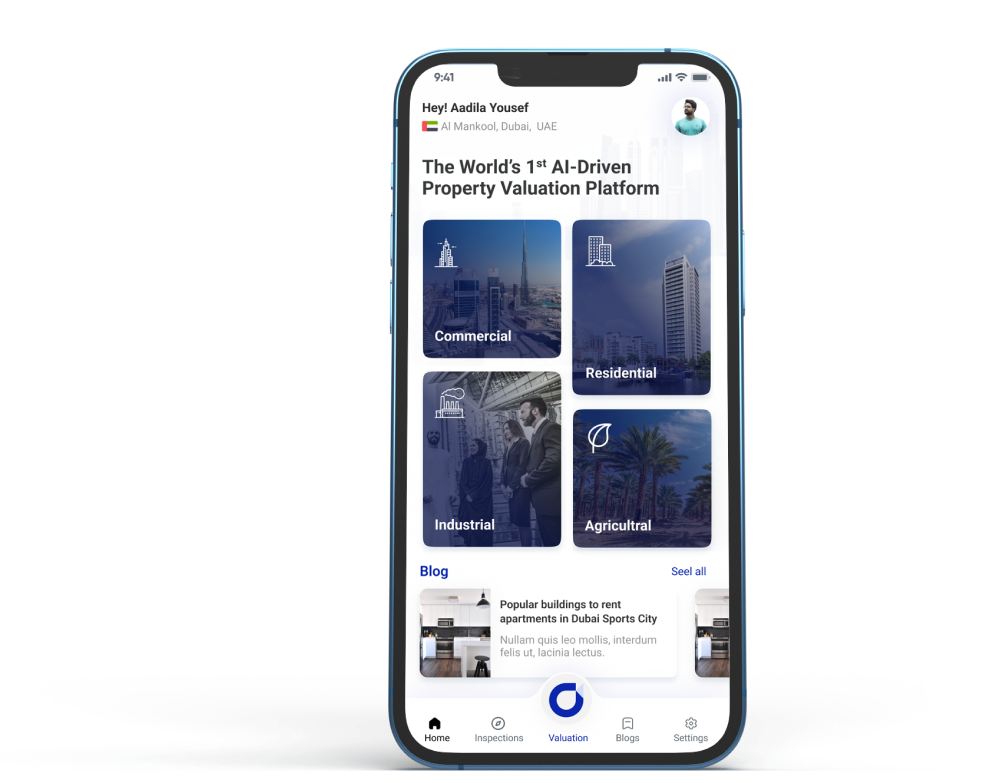 9:41
Hey! Aadila Yousef
Al Mankool, Dubai, UAE
The World's 1st AI-Driven
Property Valuation Platform
Commercial
Residential
Industrial
Agricultral
Blog
Seel all
Popular buildings to rent
apartments in Dubai Sports City
Nullam quis leo mollis, interdum
felis ut, lacinia lectus.
Home
Inspections
Valuation
Blogs
Settings